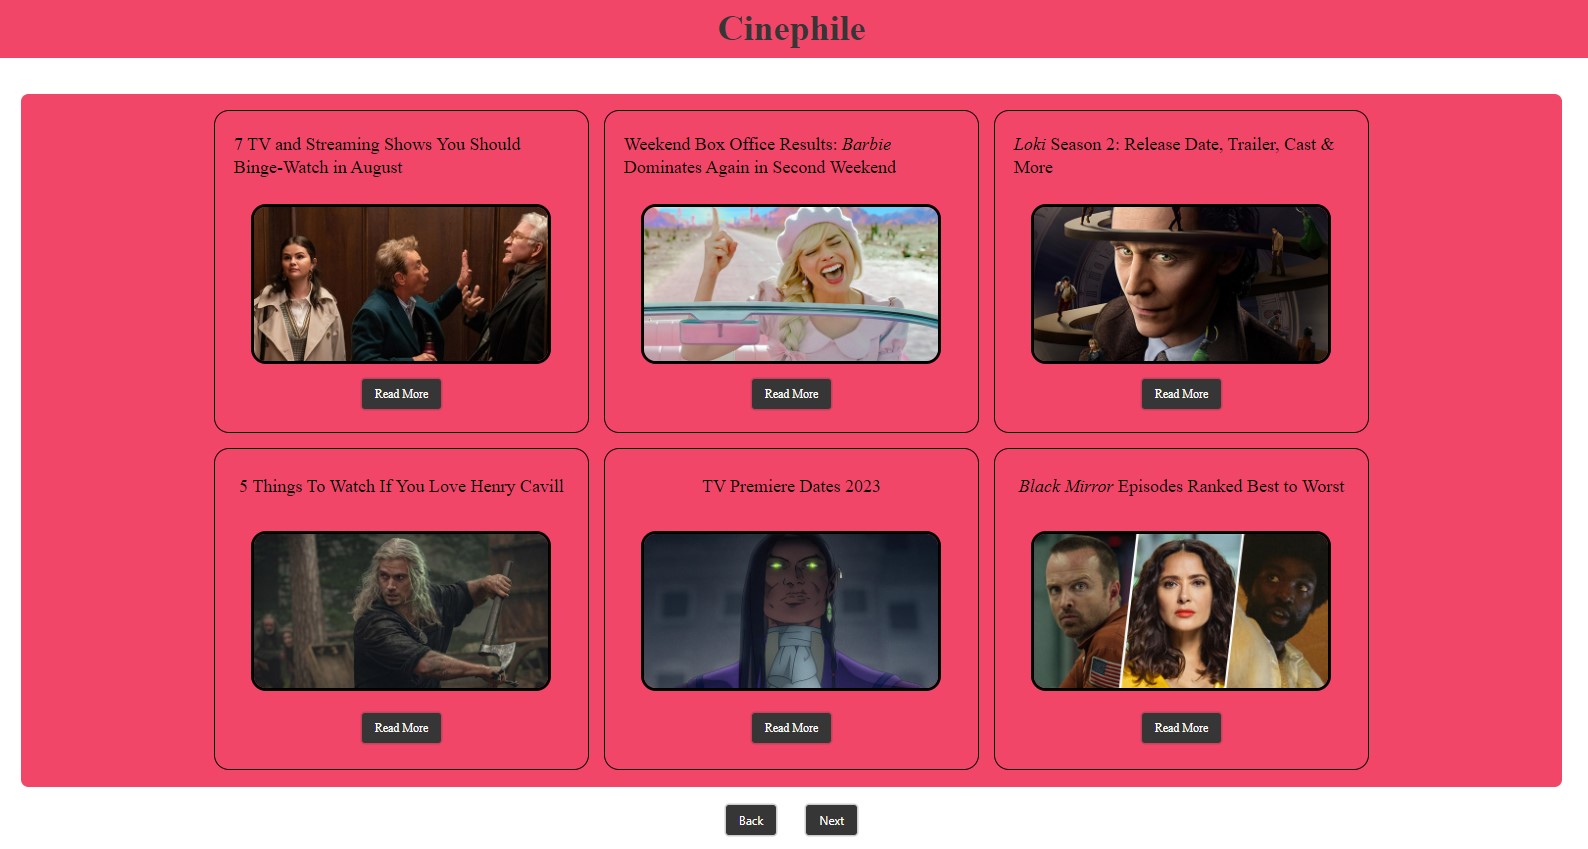 Cinephile
7 TV and Streaming Shows You Should
Binge-Watch in August
Read More
Weekend Box Office Results: Barbie
Dominates Again in Second Weekend
Read More
Loki Season 2: Release Date, Trailer, Cast &
More
Read More
5 Things To Watch If You Love Henry Cavill
Read More
TV Premiere Dates 2023
Read More
Black Mirror Episodes Ranked Best to Worst
Read More
Back
Next